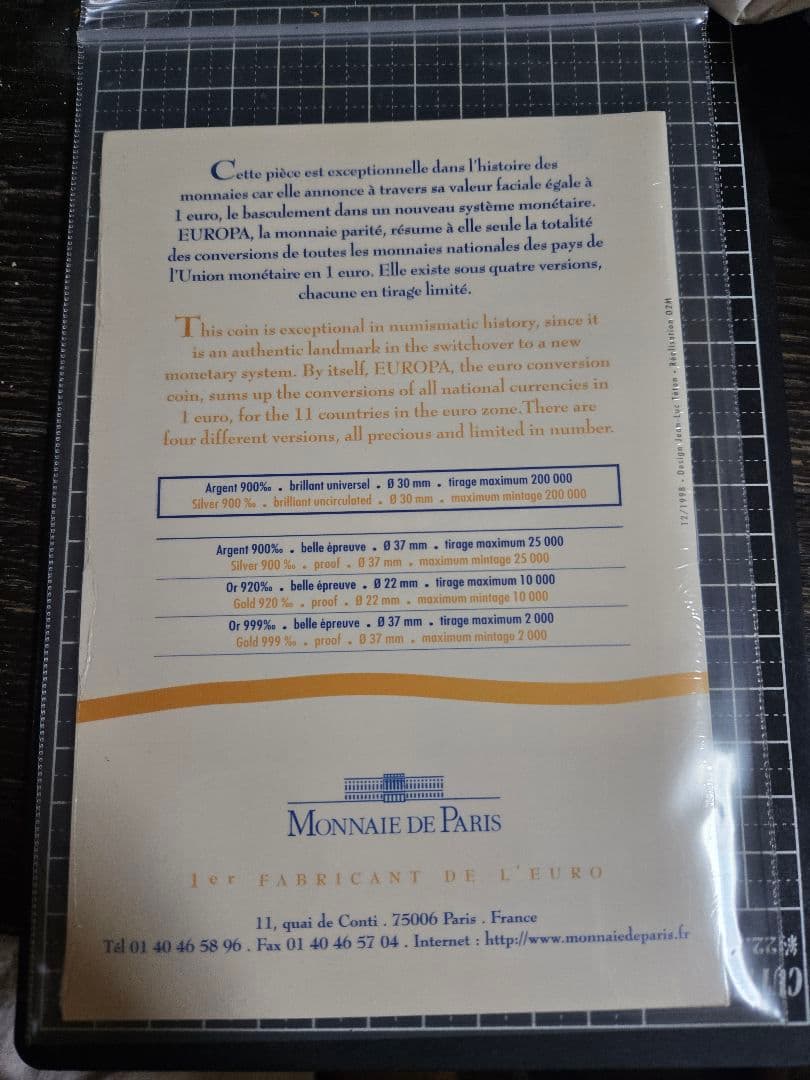 Cette pièce est exceptionnelle dans l'histoire des
monnaies car elle annonce à travers sa valeur faciale égale à
1 euro, le basculement dans un nouveau système monétaire.
EUROPA, la monnaie parité, résume à elle seule la totalité
des conversions de toutes les monnaies nationales des pays de
l'Union monétaire en 1 euro. Elle existe sous quatre versions,
chacune en tirage limité.
This coin is exceptional in numismatic history, since it
is an authentic landmark in the switchover to a new
monetary system. By itself, EUROPA, the euro conversion
coin, sums up the conversions of all national currencies in
1 euro, for the 11 countries in the euro zone.There are
four different versions, all precious and limited in number.
Argent 900‰ . brillant universel . Ø 30 mm . tirage maximum 200 000
Silver 900 ‰ . brilliant uncirculated . Ø 30 mm . maximum mintage 200 000
Argent 900‰ . belle épreuve . Ø 37 mm . tirage maximum 25 000
Silver 900 ‰ . proof . Ø 37 mm . maximum mintage 25 000
Or 920‰ . belle épreuve . Ø 22 mm . tirage maximum 10 000
Gold 920 ‰ . proof . Ø 22 mm . maximum mintage 10 000
Or 999‰ . belle épreuve . Ø 37 mm . tirage maximum 2 000
Gold 999 ‰ . proof . Ø 37 mm . maximum mintage 2 000
12/1998 - Design Jean-Luc - Réalisation O2M
MONNAIE DE PARIS
1er FABRICANT DE L'EURO
11, quai de Conti . 75006 Paris . France
Tél 01 40 46 58 96 . Fax 01 40 46 57 04 . Internet : http://www.monnaiedeparis.fr